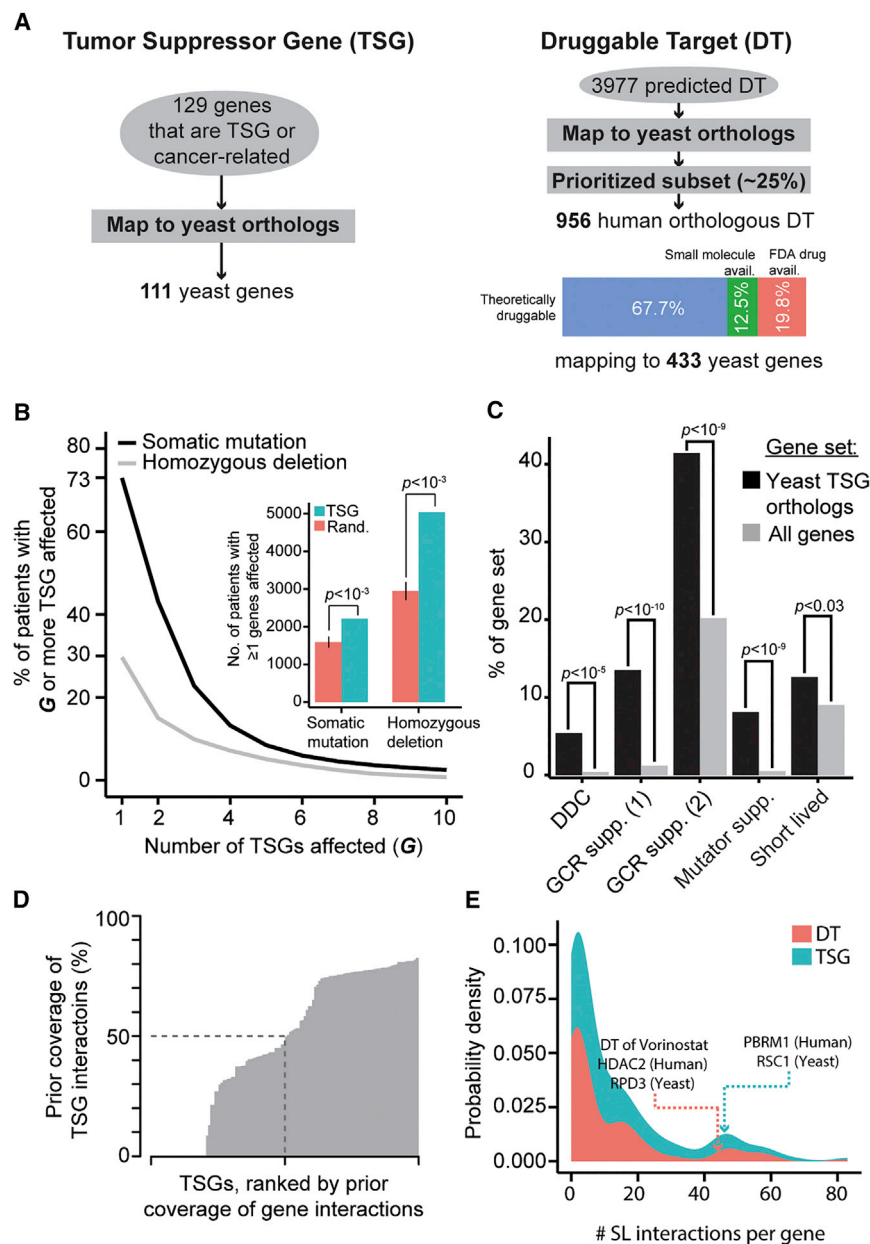 A
Tumor Suppressor Gene (TSG)
129 genes
that are TSG or
cancer-related
Map to yeast orthologs
111 yeast genes
Druggable Target (DT)
3977 predicted DT
Map to yeast orthologs
Prioritized subset (~25%)
956 human orthologous DT
Small molecule
avail.
FDA drug
avail.
Theoretically
druggable
67.7%
12.5%
19.8%
mapping to 433 yeast genes
B
Somatic mutation
Homozygous deletion
% of patients with
G or more TSG affected
80
73
60
40
30
20
0
1
2
4
6
8
10
Number of TSGs affected (G)
No. of patients with
≥1 genes affected
5000
4000
3000
2000
1000
0
TSG
Rand.
p<10-3
p<10-3
Somatic
mutation
Homozygous
deletion
C
Gene set:
Yeast TSG
orthologs
All genes
% of gene set
40
30
20
10
0
p<10-5
p<10-10
p<10-9
p<10-9
p<0.03
DDC
GCR supp. (1)
GCR supp. (2)
Mutator supp.
Short lived
D
Prior coverage of
TSG interactoins (%)
100
50
0
TSGs, ranked by prior
coverage of gene interactions
E
DT
TSG
Probability density
0.100
0.075
0.050
0.025
0.000
DT of Vorinostat
HDAC2 (Human)
RPD3 (Yeast)
PBRM1 (Human)
RSC1 (Yeast)
0
20
40
60
80
# SL interactions per gene